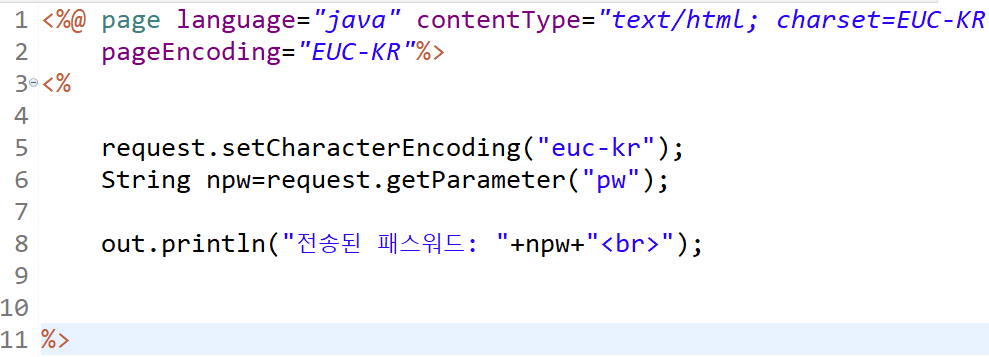 1 <%@ page language="java" contentType="text/html; charset=EUC-KR
2 pageEncoding="EUC-KR"%>
3 <%
4
5 request.setCharacterEncoding("euc-kr");
6 String npw=request.getParameter("pw");
7
8 out.println("전송된 패스워드: "+npw+"<br>");
9
10
11 %>